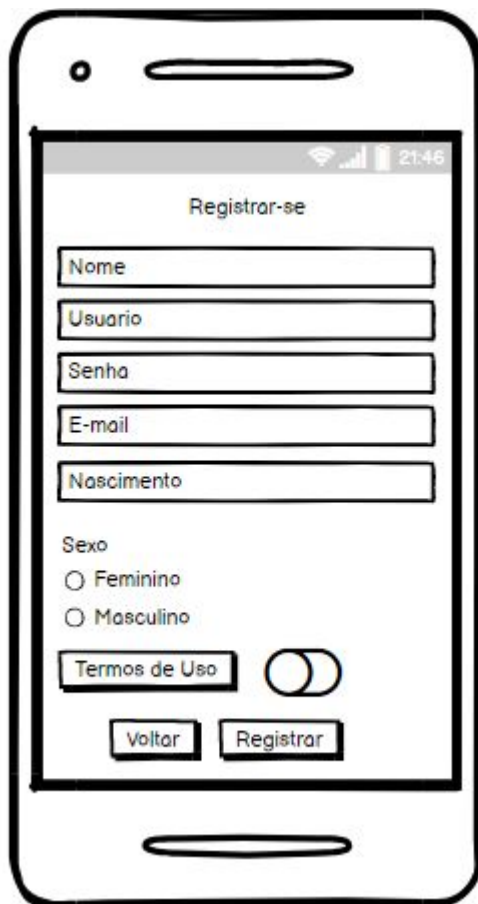 21:46
Registrar-se
Nome
Usuario
Senha
E-mail
Nascimento
Sexo
Feminino
Masculino
Termos de Uso
Voltar Registrar